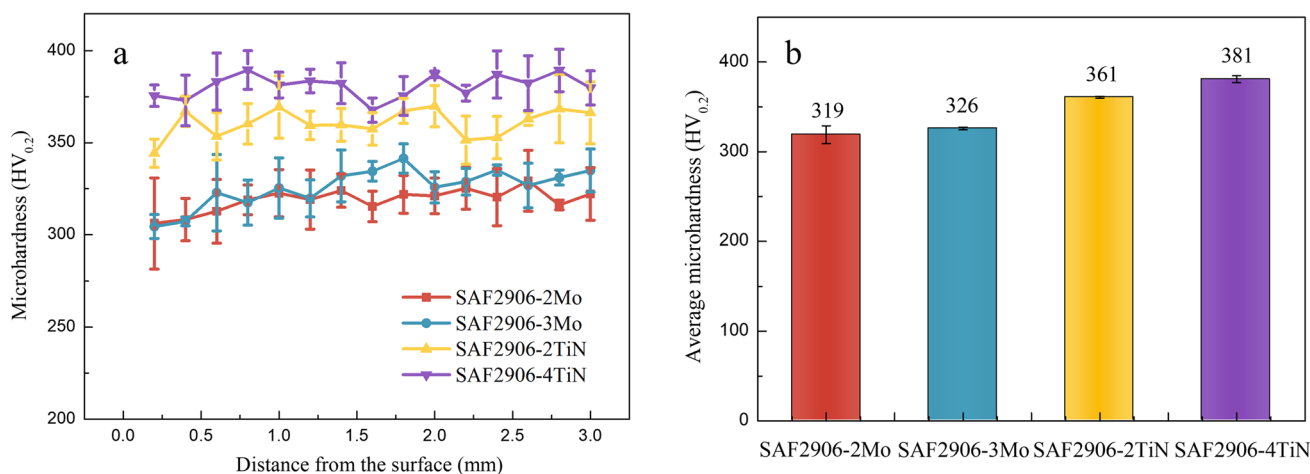 a
400
350
300
250
200
Microhardness (HV0.2)
SAF2906-2Mo
SAF2906-3Mo
SAF2906-2TiN
SAF2906-4TiN
0.0 0.5 1.0 1.5 2.0 2.5 3.0
Distance from the surface (mm)
b
400
300
200
100
0
Average microhardness (HV0.2)
319
326
361
381
SAF2906-2Mo SAF2906-3Mo SAF2906-2TiN SAF2906-4TiN